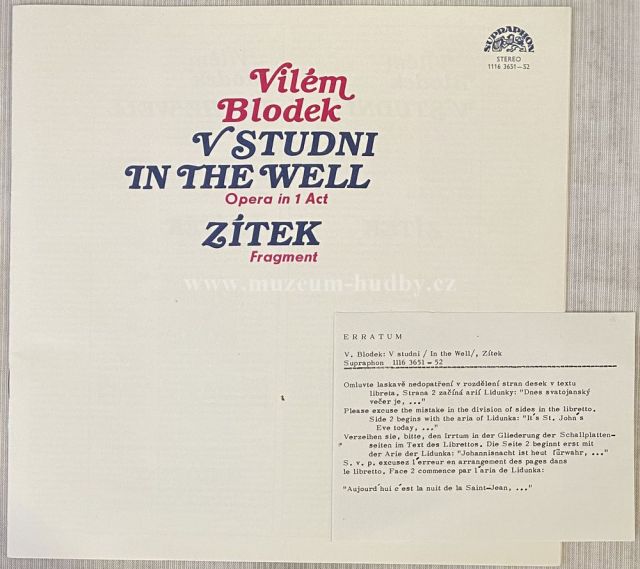 SUPRAPHON
STEREO
1116 3651-52
Vilém
Blodek
V STUDNI
IN THE WELL
Opera in 1 Act
ZÍTEK
Fragment
www.muzeum-hudby.cz
ERRATUM
V. Blodek: V studni / In the Well/, Zítek
Supraphon 1116 3651 - 52
Omluvte laskavě nedopatření v rozdělení stran desek v textu
libreta. Strana 2 začíná arií Lidunky: "Dnes svatojanský
večer je, ..."
Please excuse the mistake in the division of sides in the libretto.
Side 2 begins with the aria of Lidunka: "It's St. John's
Eve today, ..."
Verzeihen sie, bitte, den Irrtum in der Gliederung der Schallplatten-
seiten im Text des Librettos. Die Seite 2 beginnt erst mit
der Arie der Lidunka: "Johannisnacht ist heut fürwahr, ..."
S. v. p. excusez l'erreur en arrangement des pages dans
le libretto. Face 2 commence par l'aria de Lidunka:
"Aujourd'hui c'est la nuit de la Saint-Jean, ..."